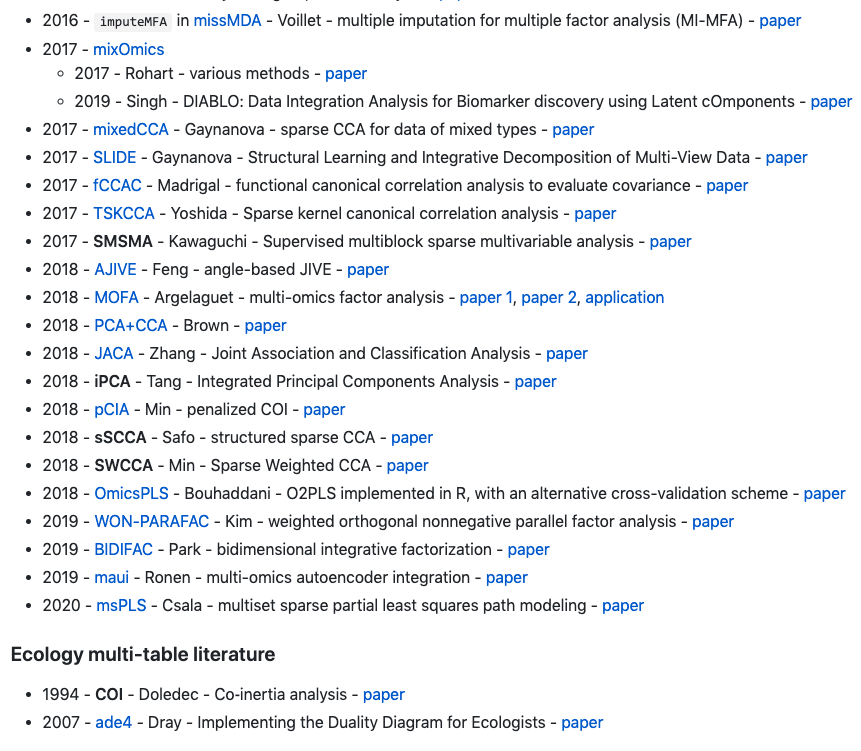 2016 - imputeMFA in missMDA - Voillet - multiple imputation for multiple factor analysis (MI-MFA) - paper
2017 - mixOmics
2017 - Rohart - various methods - paper
2019 - Singh - DIABLO: Data Integration Analysis for Biomarker discovery using Latent cOmponents - paper
2017 - mixedCCA - Gaynanova - sparse CCA for data of mixed types - paper
2017 - SLIDE - Gaynanova - Structural Learning and Integrative Decomposition of Multi-View Data - paper
2017 - fCCAC - Madrigal - functional canonical correlation analysis to evaluate covariance - paper
2017 - TSKCCA - Yoshida - Sparse kernel canonical correlation analysis - paper
2017 - SMSMA - Kawaguchi - Supervised multiblock sparse multivariable analysis - paper
2018 - AJIVE - Feng - angle-based JIVE - paper
2018 - MOFA - Argelaguet - multi-omics factor analysis - paper 1, paper 2, application
2018 - PCA+CCA - Brown - paper
2018 - JACA - Zhang - Joint Association and Classification Analysis - paper
2018 - iPCA - Tang - Integrated Principal Components Analysis - paper
2018 - pCIA - Min - penalized COI - paper
2018 - sSCCA - Safo - structured sparse CCA - paper
2018 - SWCCA - Min - Sparse Weighted CCA - paper
2018 - OmicsPLS - Bouhaddani - O2PLS implemented in R, with an alternative cross-validation scheme - paper
2019 - WON-PARAFAC - Kim - weighted orthogonal nonnegative parallel factor analysis - paper
2019 - BIDIFAC - Park - bidimensional integrative factorization - paper
2019 - maui - Ronen - multi-omics autoencoder integration - paper
2020 - msPLS - Csala - multiset sparse partial least squares path modeling - paper
Ecology multi-table literature
1994 - COI - Doledec - Co-inertia analysis - paper
2007 - ade4 - Dray - Implementing the Duality Diagram for Ecologists - paper